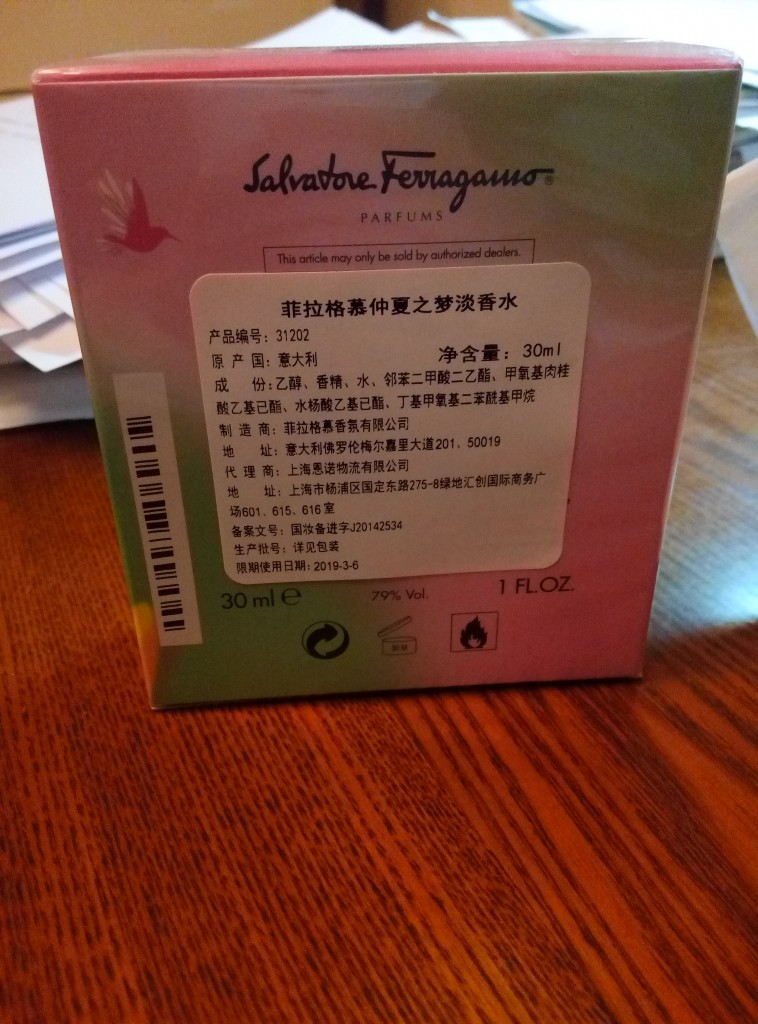 Salvatore Ferragamo®
PARFUMS
This article may only be sold by authorized dealers.
菲拉格慕仲夏之梦淡香水
产品编号：31202
原 产 国：意大利 净含量：30ml
成 份：乙醇、香精、水、邻苯二甲酸二乙酯、甲氧基肉桂
酸乙基已酯、水杨酸乙基已酯、丁基甲氧基二苯酰基甲烷
制 造 商：菲拉格慕香氛有限公司
地 址：意大利佛罗伦梅尔嘉里大道201、50019
代 理 商：上海恩诺物流有限公司
地 址：上海市杨浦区国定东路275-8绿地汇创国际商务广
场601、615、616室
备案文号：国妆备进字J20142534
生产批号：详见包装
限期使用日期：2019-3-6
30 ml e 79% Vol. 1 FL.OZ.